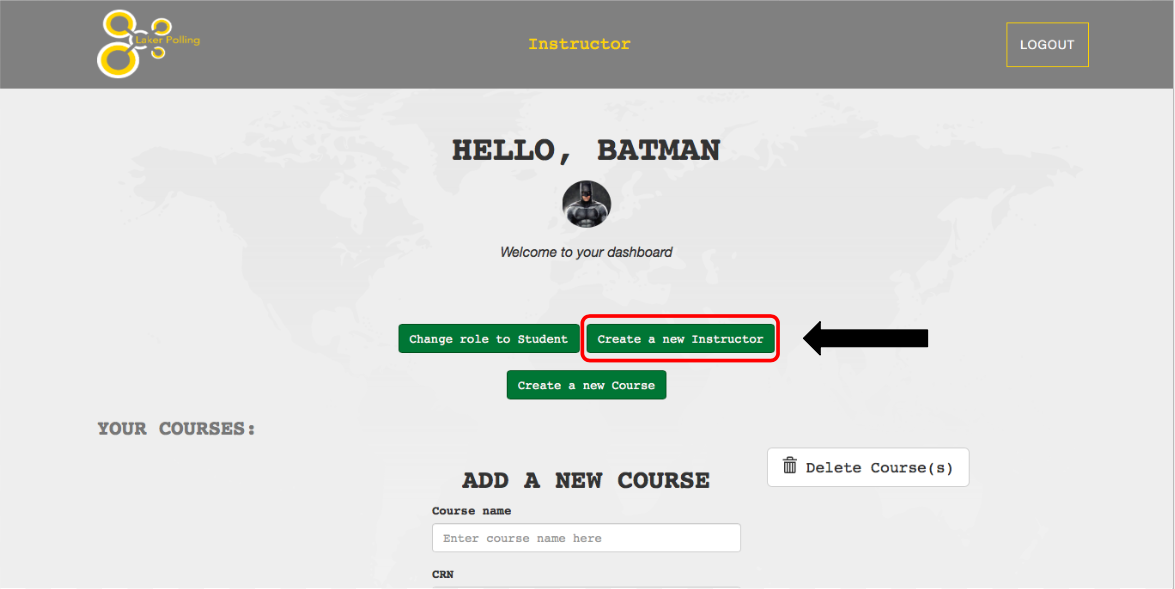 Laker Polling
Instructor
LOGOUT
HELLO, BATMAN
Welcome to your dashboard
Change role to Student
Create a new Instructor
Create a new Course
YOUR COURSES:
Delete Course(s)
ADD A NEW COURSE
Course name
Enter course name here
CRN